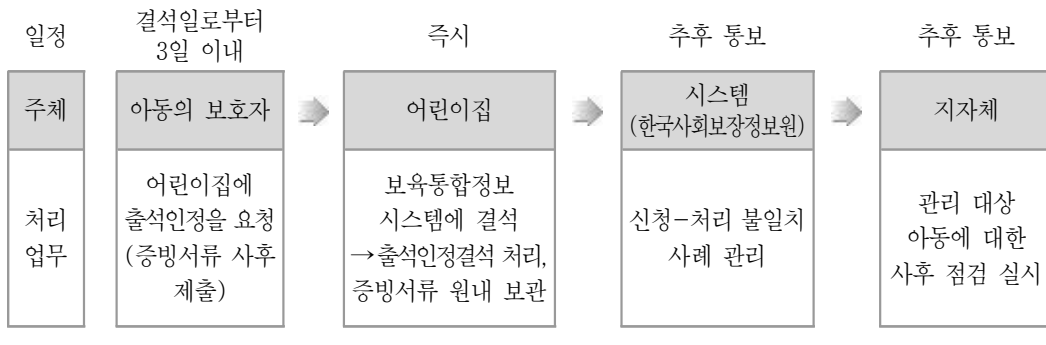 일정
결석일로부터
3일 이내
즉시
추후 통보
추후 통보
주체
아동의 보호자
어린이집
시스템
(한국사회보장정보원)
지자체
처리
업무
어린이집에
출석인정을 요청
(증빙서류 사후
제출)
보육통합정보
시스템에 결석
→출석인정결석 처리,
증빙서류 원내 보관
신청-처리 불일치
사례 관리
관리 대상
아동에 대한
사후 점검 실시